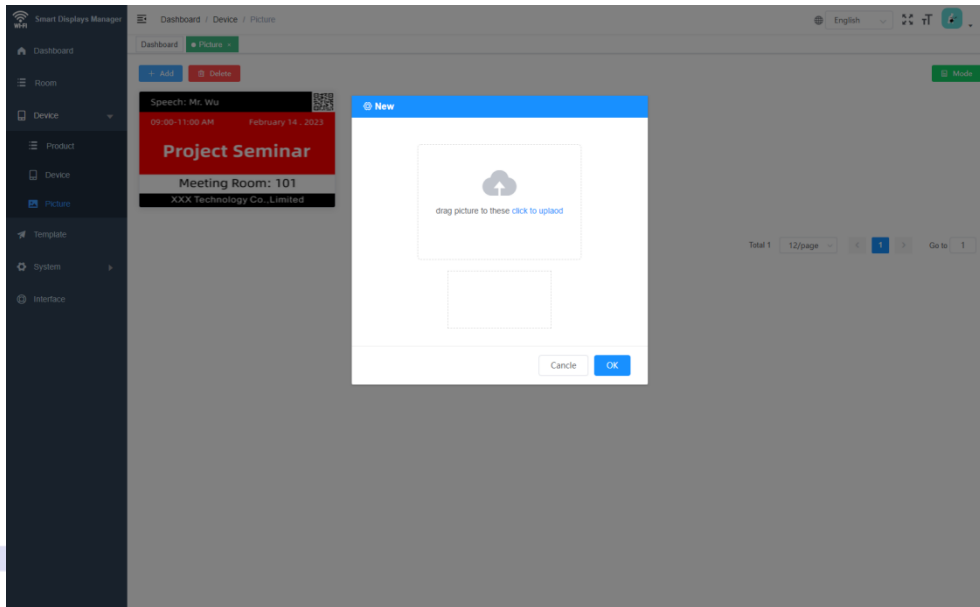 WI-FI
Smart Displays Manager
Dashboard / Device / Picture
English
Dashboard
Room
Device
Product
Device
Picture
Template
System
Interface
Dashboard
Picture ×
+ Add
Delete
Mode
Speech: Mr. Wu
09:00-11:00 AM February 14 . 2023
Project Seminar
Meeting Room: 101
XXX Technology Co.,Limited
New
drag picture to these click to uplaod
Cancle
OK
Total 1 12/page < 1 > Go to 1